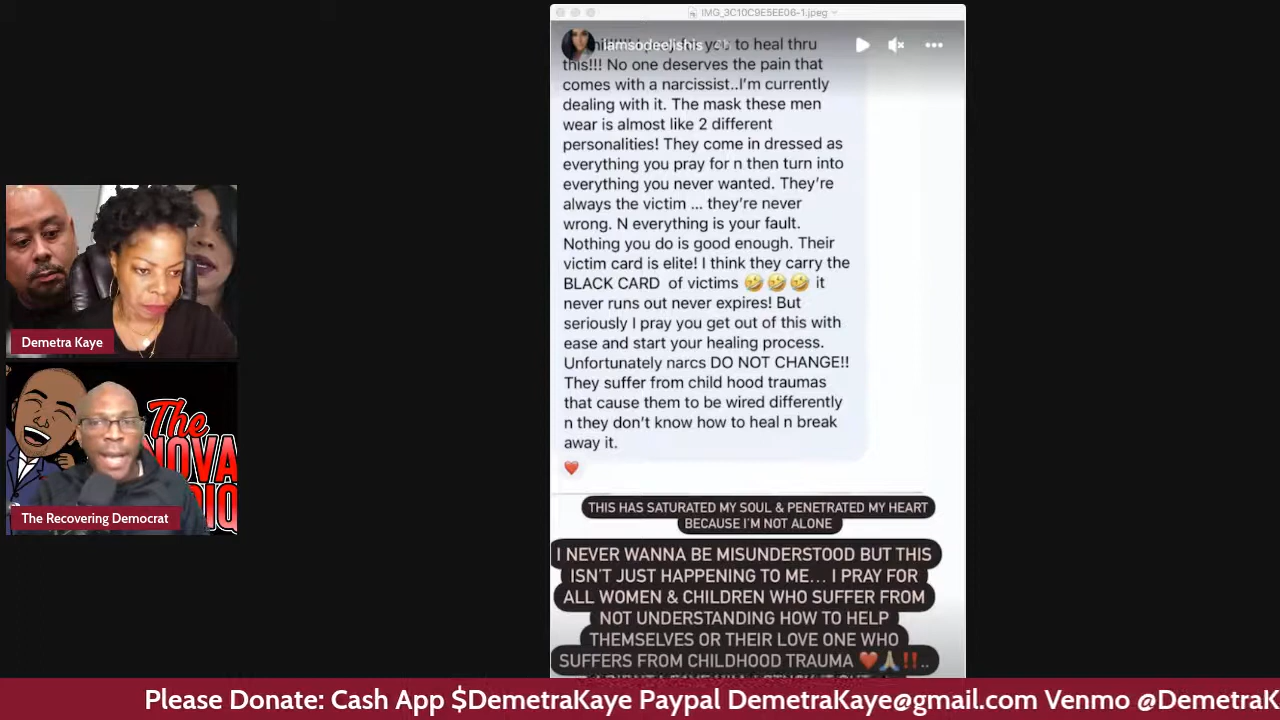 IMG_3C10C9E5EE06-1.jpeg
iamsodeelishis
to heal thru
this!!! No one deserves the pain that
comes with a narcissist..I'm currently
dealing with it. The mask these men
wear is almost like 2 different
personalities! They come in dressed as
everything you pray for n then turn into
everything you never wanted. They're
always the victim ... they're never
wrong. N everything is your fault.
Nothing you do is good enough. Their
victim card is elite! I think they carry the
BLACK CARD of victims 🤣🤣🤣 it
never runs out never expires! But
seriously I pray you get out of this with
ease and start your healing process.
Unfortunately narcs DO NOT CHANGE!!
They suffer from child hood traumas
that cause them to be wired differently
n they don't know how to heal n break
away it.
❤️
THIS HAS SATURATED MY SOUL & PENETRATED MY HEART
BECAUSE I'M NOT ALONE
I NEVER WANNA BE MISUNDERSTOOD BUT THIS
ISN'T JUST HAPPENING TO ME... I PRAY FOR
ALL WOMEN & CHILDREN WHO SUFFER FROM
NOT UNDERSTANDING HOW TO HELP
THEMSELVES OR THEIR LOVE ONE WHO
SUFFERS FROM CHILDHOOD TRAUMA ❤️🙏‼️..
Demetra Kaye
The
NOVA
The Recovering Democrat
Please Donate: Cash App $DemetraKaye Paypal DemetraKaye@gmail.com Venmo @DemetraK